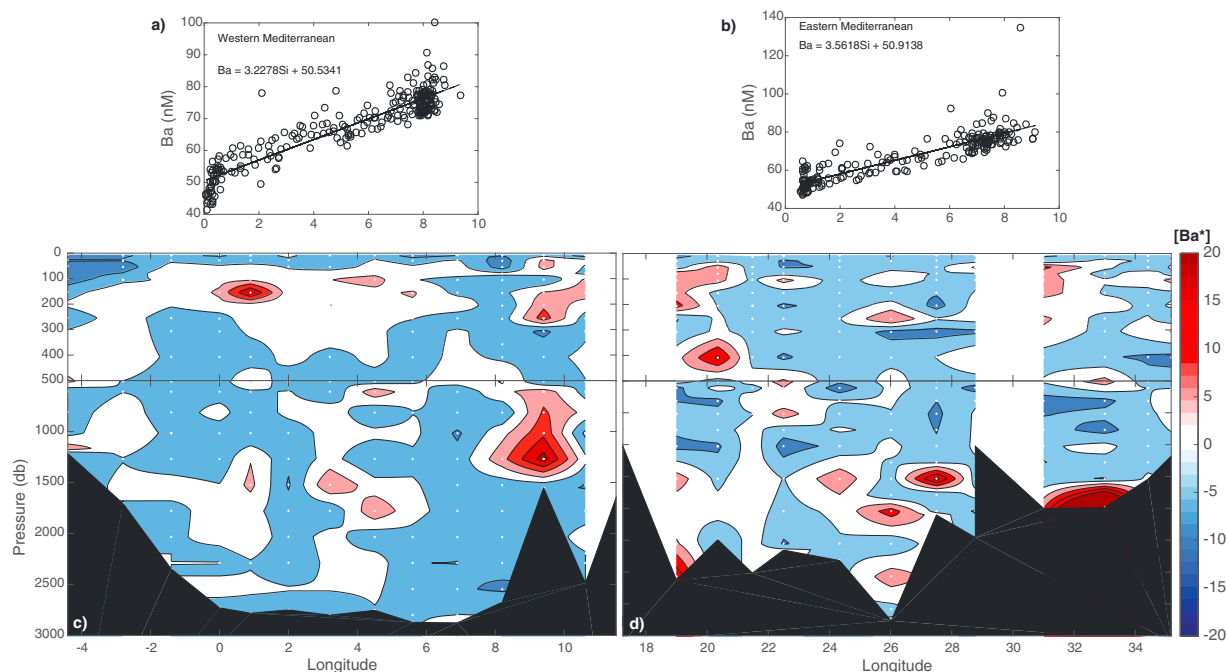 a)
Western Mediterranean
Ba = 3.2278Si + 50.5341
Ba (nM)
100
90
80
70
60
50
40
0 2 4 6 8 10
b)
Eastern Mediterranean
Ba = 3.5618Si + 50.9138
Ba (nM)
140
120
100
80
60
40
0 2 4 6 8 10
Pressure (db)
0
100
200
300
400
500
1000
1500
2000
2500
3000
c)
-4 -2 0 2 4 6 8 10
Longitude
d)
18 20 22 24 26 28 30 32 34
Longitude
[Ba*]
20
15
10
5
0
-5
-10
-15
-20